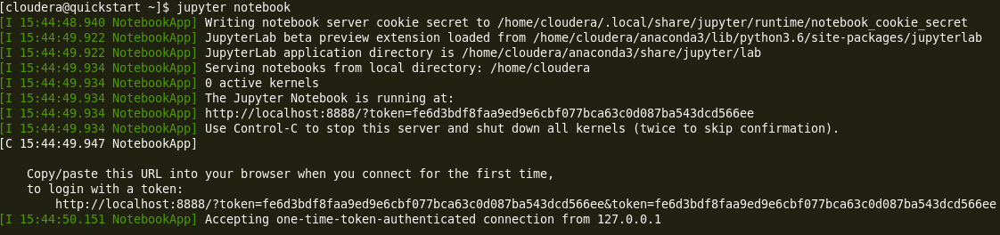 [cloudera@quickstart ~]$ jupyter notebook
[I 15:44:48.940 NotebookApp] Writing notebook server cookie secret to /home/cloudera/.local/share/jupyter/runtime/notebook_cookie_secret
[I 15:44:49.922 NotebookApp] JupyterLab beta preview extension loaded from /home/cloudera/anaconda3/lib/python3.6/site-packages/jupyterlab
[I 15:44:49.922 NotebookApp] JupyterLab application directory is /home/cloudera/anaconda3/share/jupyter/lab
[I 15:44:49.934 NotebookApp] Serving notebooks from local directory: /home/cloudera
[I 15:44:49.934 NotebookApp] 0 active kernels
[I 15:44:49.934 NotebookApp] The Jupyter Notebook is running at:
[I 15:44:49.934 NotebookApp] http://localhost:8888/?token=fe6d3bdf8faa9ed9e6cbf077bca63c0d087ba543dcd566ee
[I 15:44:49.934 NotebookApp] Use Control-C to stop this server and shut down all kernels (twice to skip confirmation).
[C 15:44:49.947 NotebookApp]
Copy/paste this URL into your browser when you connect for the first time,
to login with a token:
http://localhost:8888/?token=fe6d3bdf8faa9ed9e6cbf077bca63c0d087ba543dcd566ee&token=fe6d3bdf8faa9ed9e6cbf077bca63c0d087ba543dcd566ee
[I 15:44:50.151 NotebookApp] Accepting one-time-token-authenticated connection from 127.0.0.1